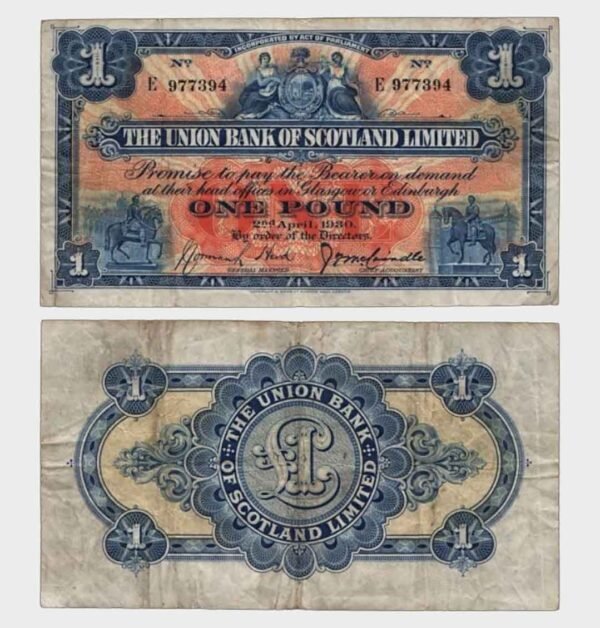 INCORPORATED BY ACT OF PARLIAMENT
1 Nº Nº 1
E 977394 E 977394
THE UNION BANK OF SCOTLAND LIMITED
Promise to pay the Bearer on demand
at their head offices in Glasgow or Edinburgh
ONE POUND
2nd April, 1930.
By order of the Directors.
Norman Hird
GENERAL MANAGER CHIEF ACCOUNTANT
1 1
1 1
THE UNION BANK
£1
OF SCOTLAND LIMITED
1 1